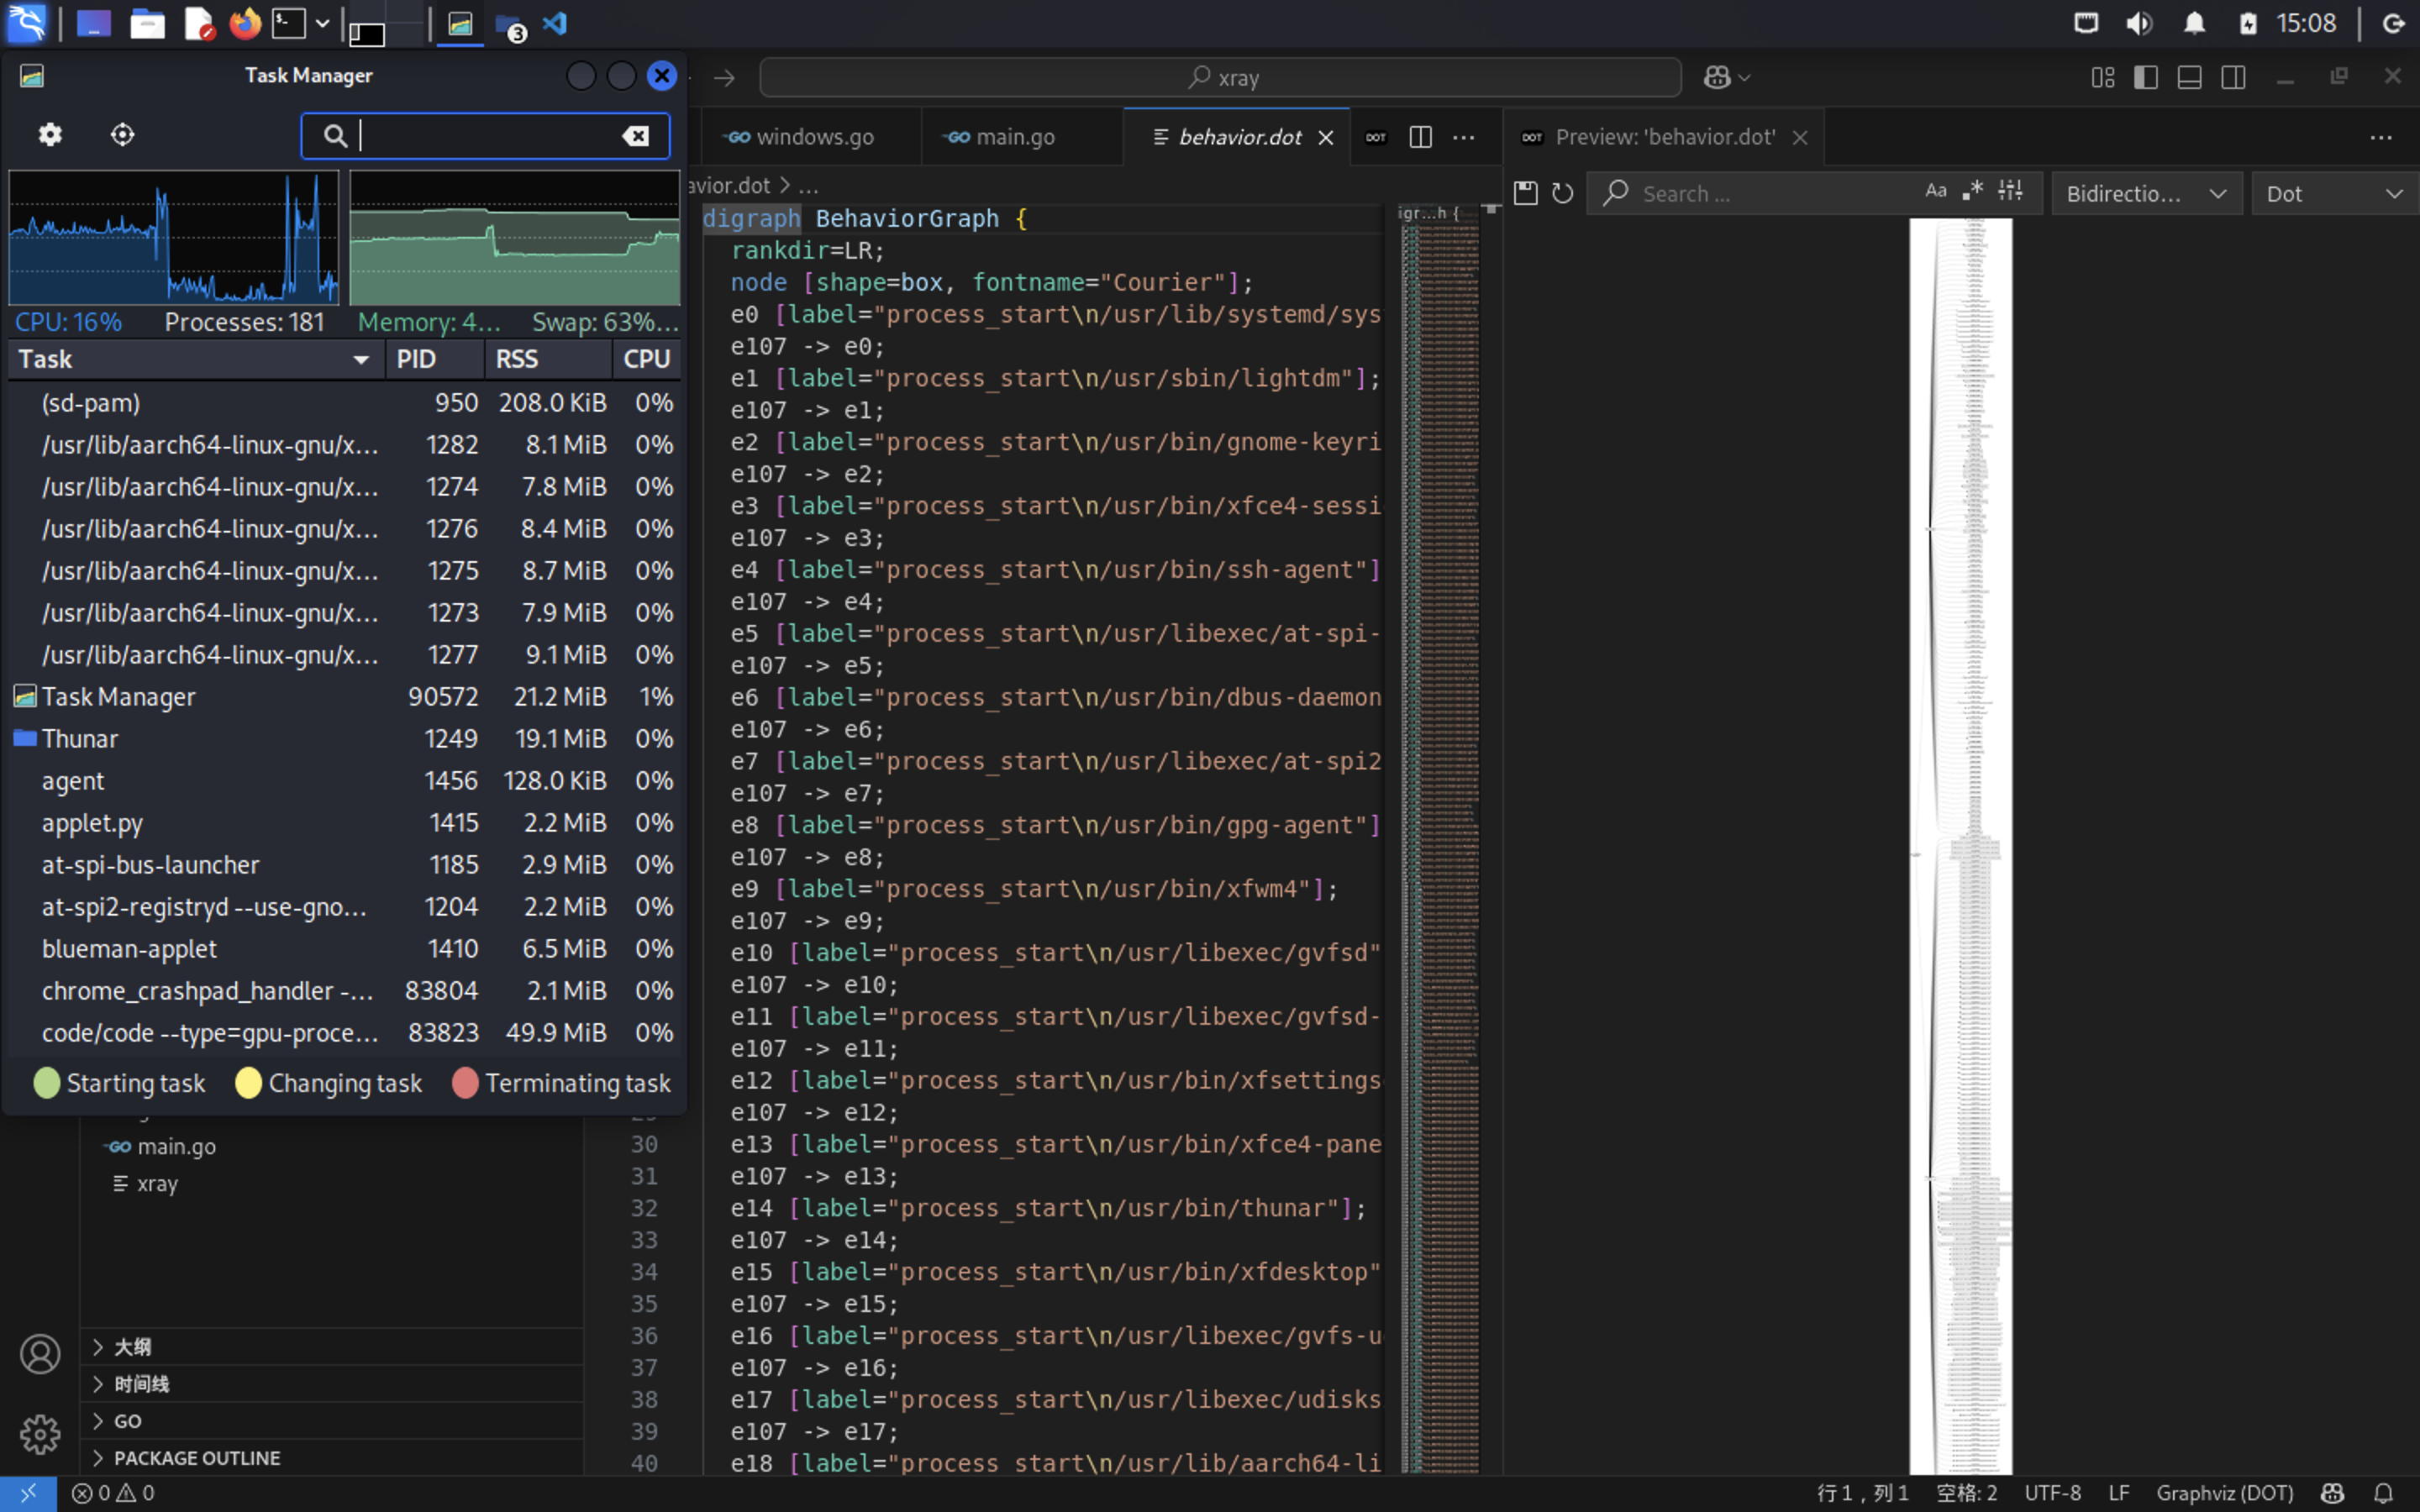 3
15:08
Task Manager
xray
windows.go
main.go
behavior.dot
DOT
DOT
Preview: 'behavior.dot'
avior.dot > ...
Search ...
Aa
Bidirectio...
Dot
CPU: 16%
Processes: 181
Memory: 4...
Swap: 63%...
Task PID RSS CPU
(sd-pam) 950 208.0 KiB 0%
/usr/lib/aarch64-linux-gnu/x... 1282 8.1 MiB 0%
/usr/lib/aarch64-linux-gnu/x... 1274 7.8 MiB 0%
/usr/lib/aarch64-linux-gnu/x... 1276 8.4 MiB 0%
/usr/lib/aarch64-linux-gnu/x... 1275 8.7 MiB 0%
/usr/lib/aarch64-linux-gnu/x... 1273 7.9 MiB 0%
/usr/lib/aarch64-linux-gnu/x... 1277 9.1 MiB 0%
Task Manager 90572 21.2 MiB 1%
Thunar 1249 19.1 MiB 0%
agent 1456 128.0 KiB 0%
applet.py 1415 2.2 MiB 0%
at-spi-bus-launcher 1185 2.9 MiB 0%
at-spi2-registryd --use-gno... 1204 2.2 MiB 0%
blueman-applet 1410 6.5 MiB 0%
chrome_crashpad_handler -... 83804 2.1 MiB 0%
code/code --type=gpu-proce... 83823 49.9 MiB 0%
Starting task
Changing task
Terminating task
main.go
xray
大纲
时间线
GO
PACKAGE OUTLINE
digraph BehaviorGraph {
rankdir=LR;
node [shape=box, fontname="Courier"];
e0 [label="process_start\n/usr/lib/systemd/sys
e107 -> e0;
e1 [label="process_start\n/usr/sbin/lightdm"];
e107 -> e1;
e2 [label="process_start\n/usr/bin/gnome-keyri
e107 -> e2;
e3 [label="process_start\n/usr/bin/xfce4-sessi
e107 -> e3;
e4 [label="process_start\n/usr/bin/ssh-agent"]
e107 -> e4;
e5 [label="process_start\n/usr/libexec/at-spi-
e107 -> e5;
e6 [label="process_start\n/usr/bin/dbus-daemon
e107 -> e6;
e7 [label="process_start\n/usr/libexec/at-spi2
e107 -> e7;
e8 [label="process_start\n/usr/bin/gpg-agent"]
e107 -> e8;
e9 [label="process_start\n/usr/bin/xfwm4"];
e107 -> e9;
e10 [label="process_start\n/usr/libexec/gvfsd"
e107 -> e10;
e11 [label="process_start\n/usr/libexec/gvfsd-
e107 -> e11;
e12 [label="process_start\n/usr/bin/xfsettings
e107 -> e12;
30 e13 [label="process_start\n/usr/bin/xfce4-pane
31 e107 -> e13;
32 e14 [label="process_start\n/usr/bin/thunar"];
33 e107 -> e14;
34 e15 [label="process_start\n/usr/bin/xfdesktop"
35 e107 -> e15;
36 e16 [label="process_start\n/usr/libexec/gvfs-u
37 e107 -> e16;
38 e17 [label="process_start\n/usr/libexec/udisks
39 e107 -> e17;
40 e18 [label="process_start\n/usr/lib/aarch64-li
igr...h {
0 0
行 1，列 1
空格: 2
UTF-8
LF
Graphviz (DOT)